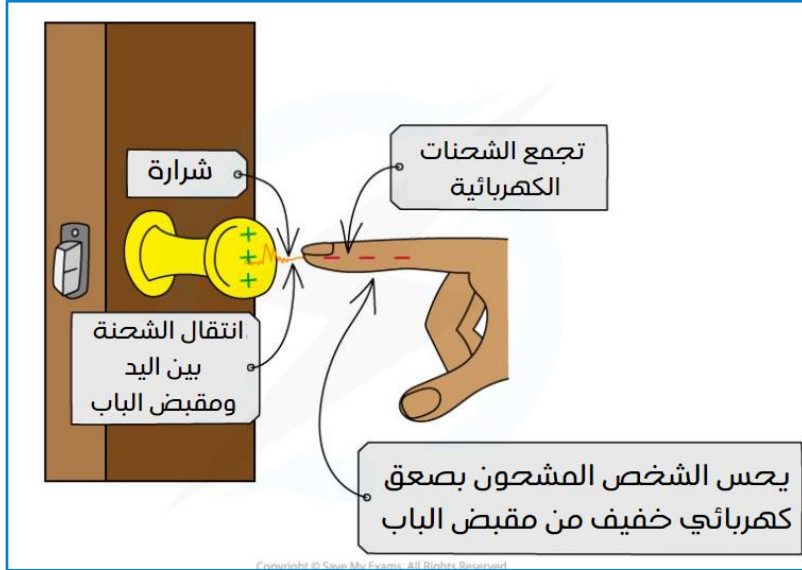 تجمع الشحنات
الكهربائية
شرارة
انتقال الشحنة
بين اليد
ومقبض الباب
يحس الشخص المشحون بصعق
كهربائي خفيف من مقبض الباب
Copyright © Save My Exams. All Rights Reserved